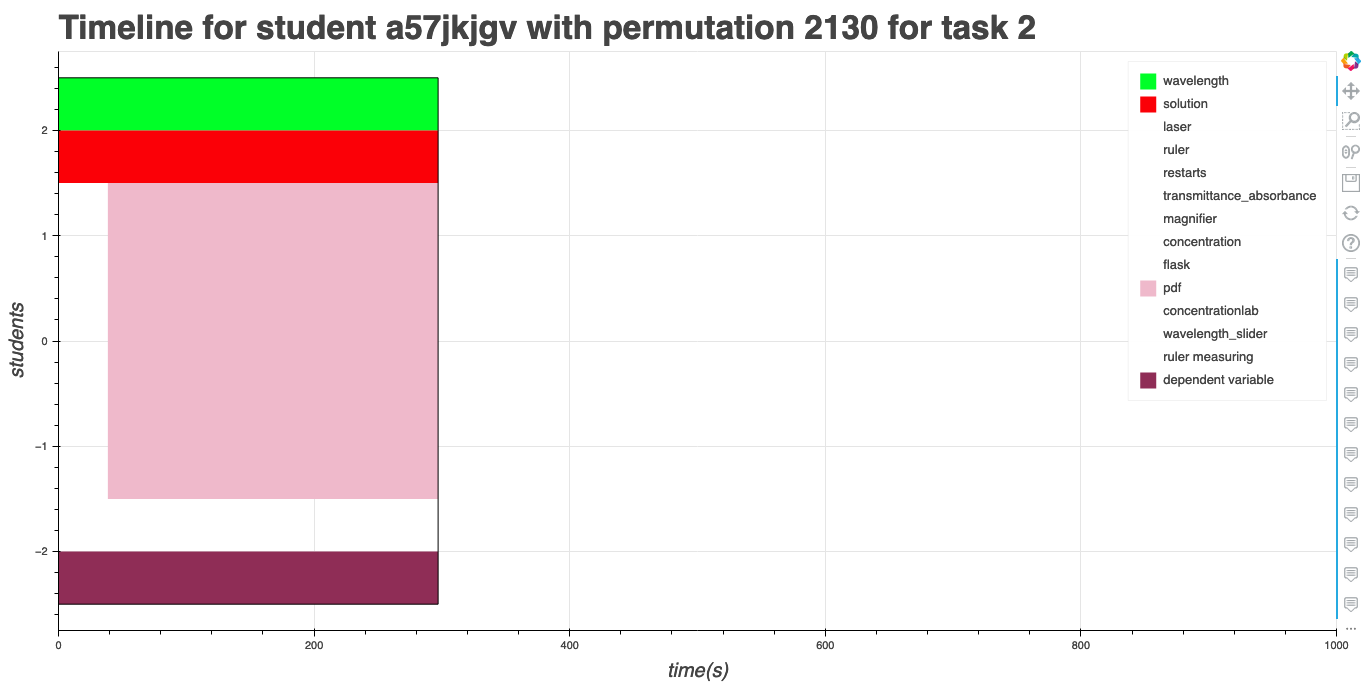 Timeline for student a57jkjgv with permutation 2130 for task 2
wavelength
solution
laser
ruler
restarts
transmittance_absorbance
magnifier
concentration
flask
pdf
concentrationlab
wavelength_slider
ruler measuring
dependent variable
students
2
1
0
−1
−2
0
200
400
600
800
1000
time(s)